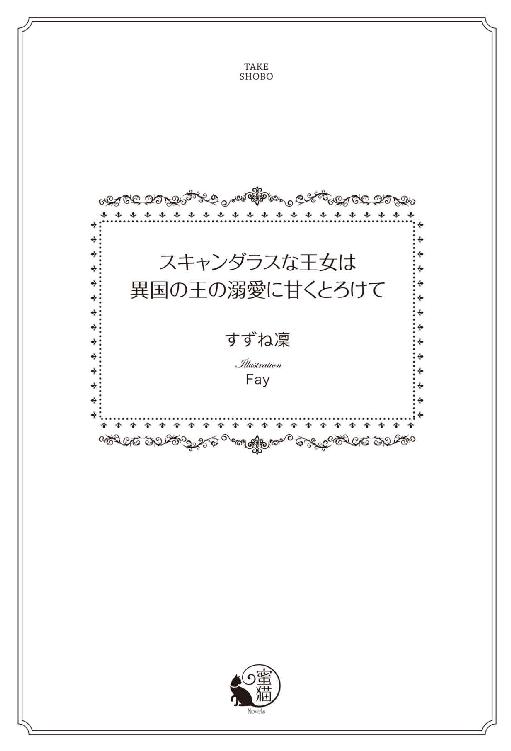 TAKE
SHOBO
スキャンダラスな王女は
異国の王の溺愛に甘くとろけて
すずね凜
Illustration
Fay
蜜猫
Novels